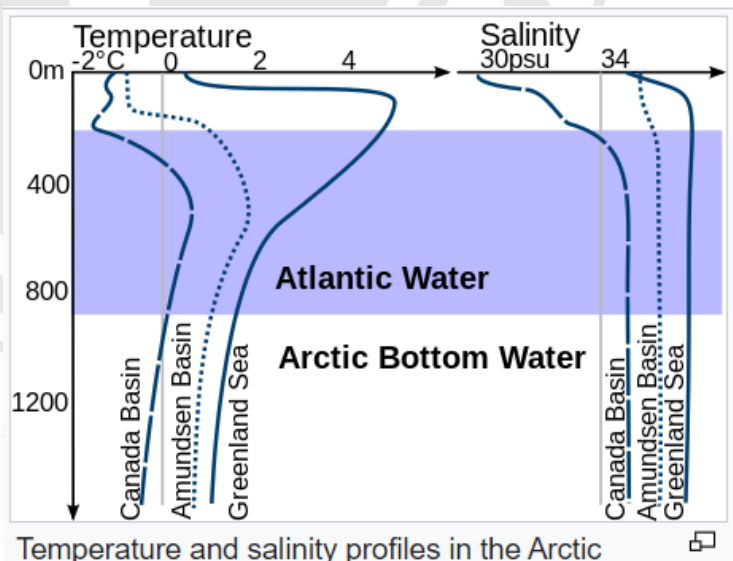 Temperature
Salinity
-2°C 0 2 4
30psu 34
0m
400
800
1200
Atlantic Water
Arctic Bottom Water
Canada Basin
Amundsen Basin
Greenland Sea
Canada Basin
Amundsen Basin
Greenland Sea
Temperature and salinity profiles in the Arctic